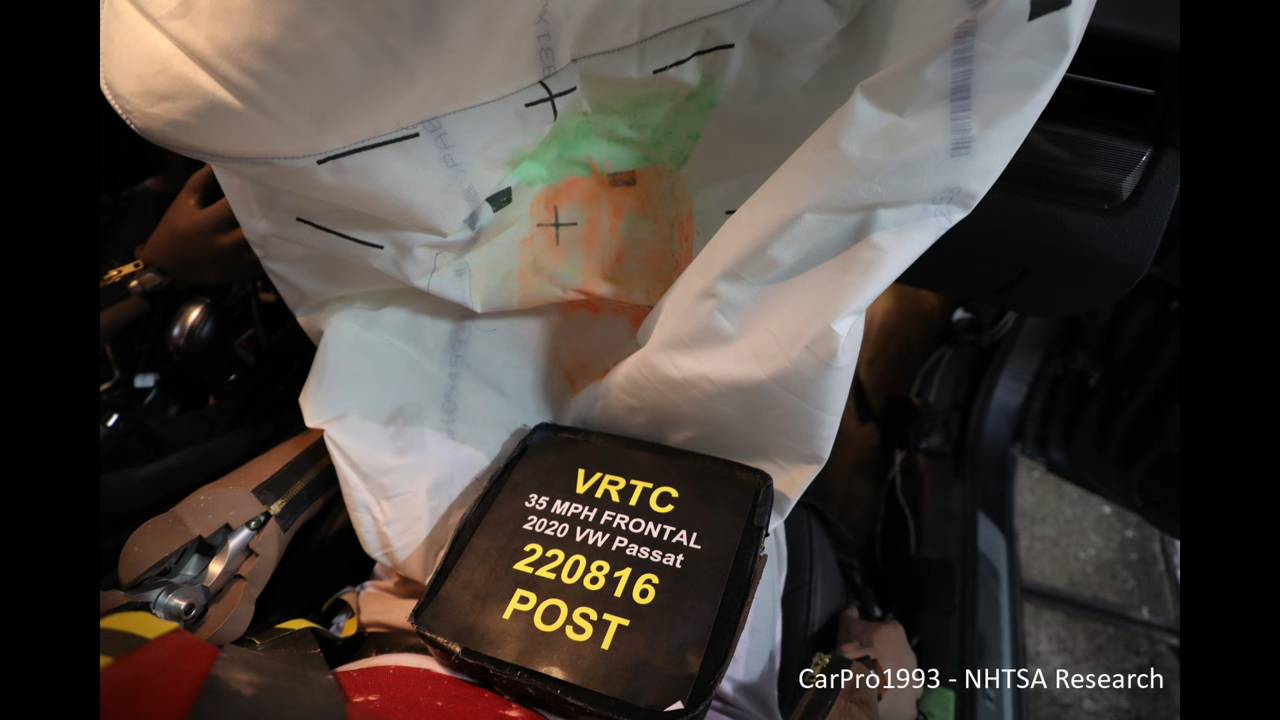 VRTC
35 MPH FRONTAL
2020 VW Passat
220816
POST
CarPro1993 - NHTSA Research